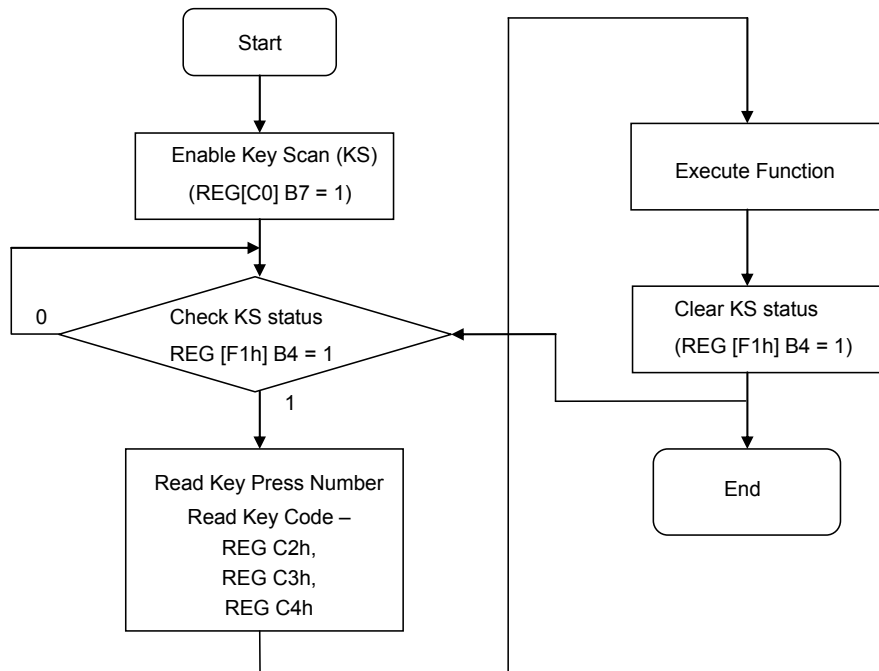 Start
Enable Key Scan (KS)
(REG[C0] B7 = 1)
0
Check KS status
REG [F1h] B4 = 1
1
Read Key Press Number
Read Key Code –
REG C2h,
REG C3h,
REG C4h
Execute Function
Clear KS status
(REG [F1h] B4 = 1)
End